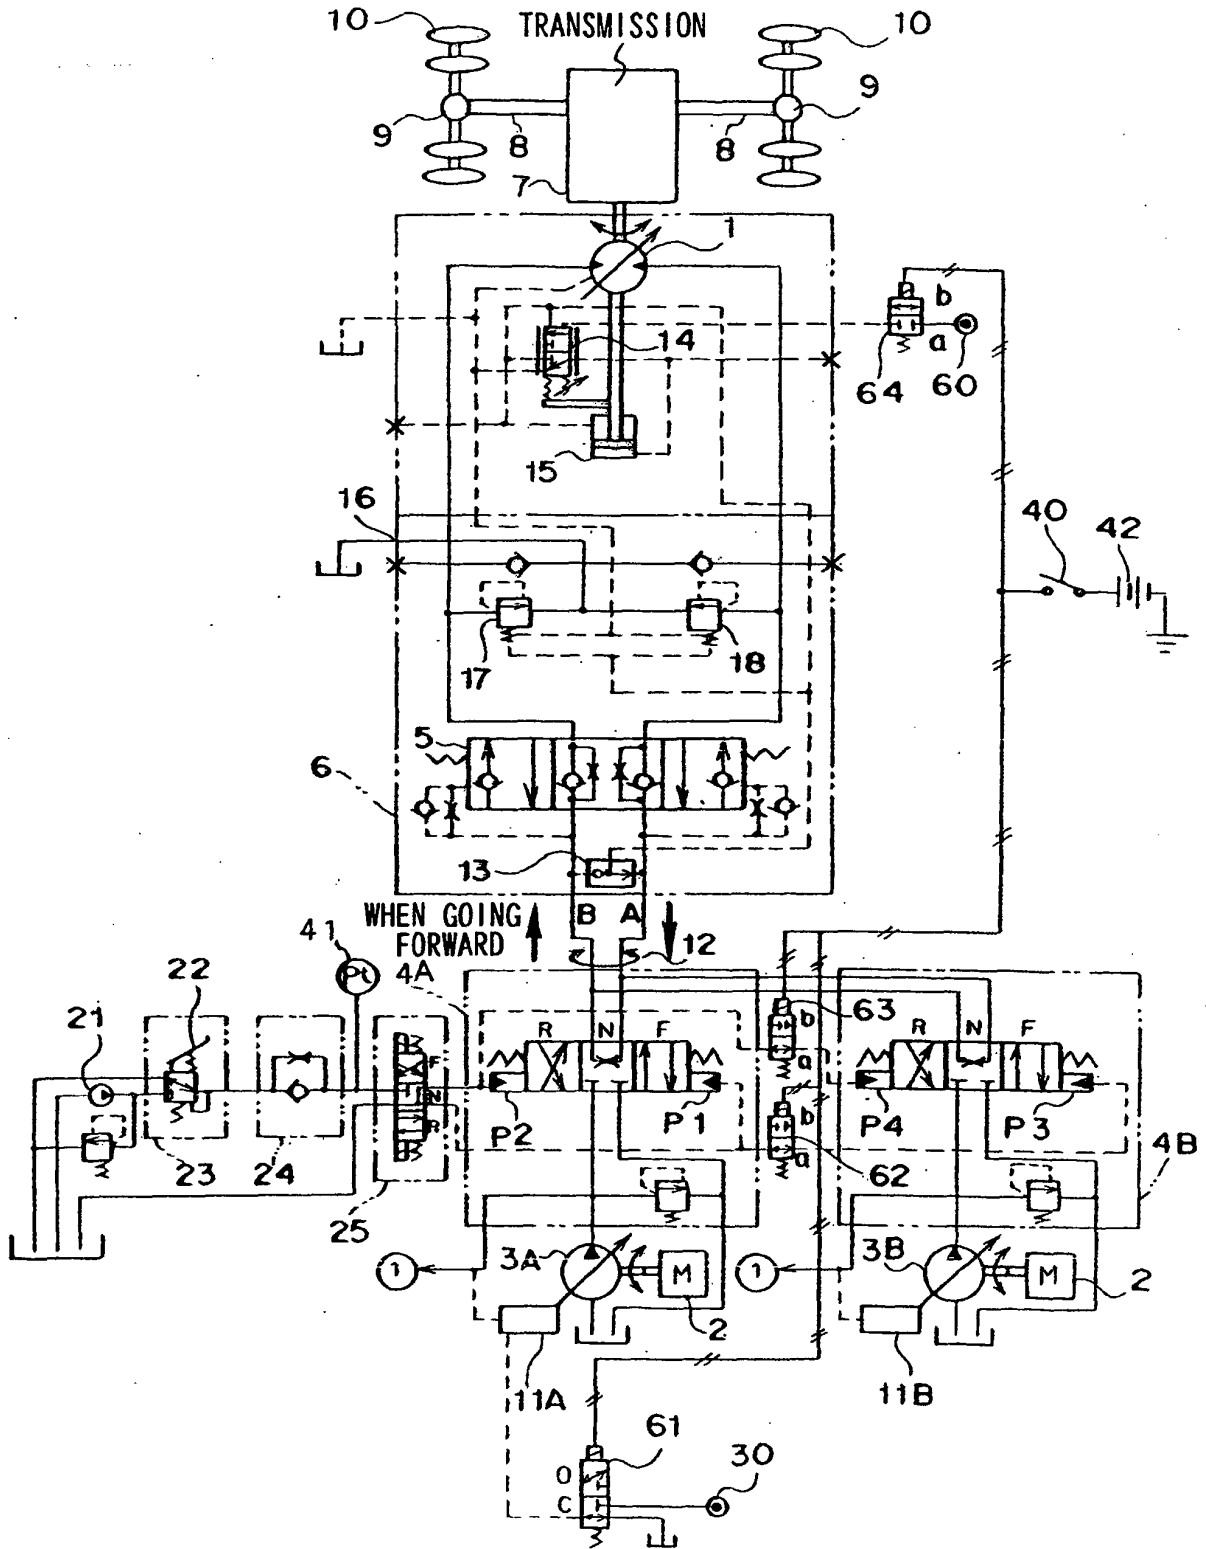 10
TRANSMISSION
10
9
9
8
8
7
1
b
14
a
64
60
15
16
40
42
17
18
5
6
13
WHEN GOING
FORWARD
B
A
41
12
4A
22
Pt
63
21
R
N
F
b
R
N
F
F
a
N
R
P2
P1
b
P4
P3
a
4B
23
24
62
25
3A
3B
1
M
1
M
2
2
11A
11B
61
O
30
C